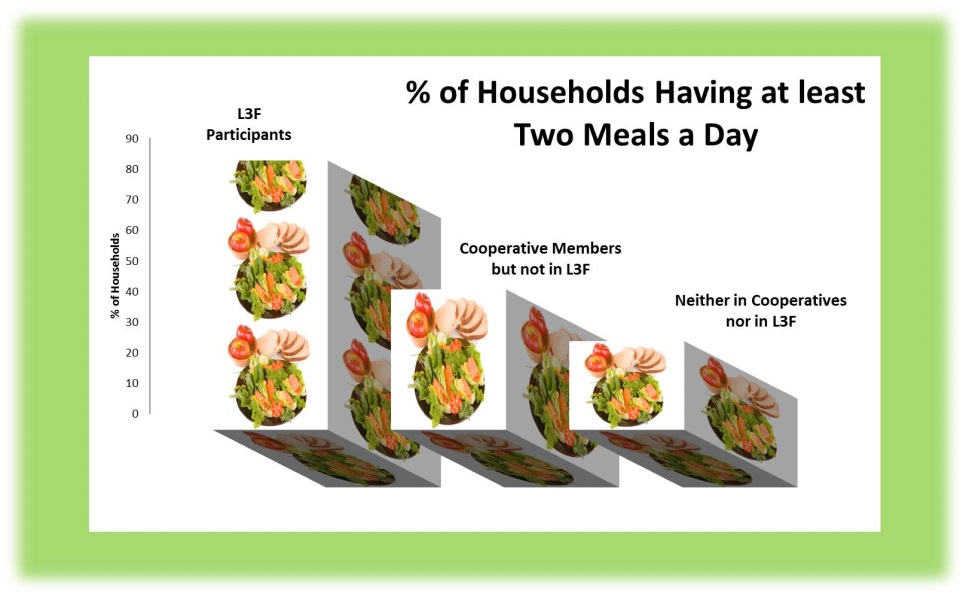 % of Households Having at least
Two Meals a Day
L3F
Participants
90
80
70
60
50
40
30
20
10
0
% of Households
Cooperative Members
but not in L3F
Neither in Cooperatives
nor in L3F